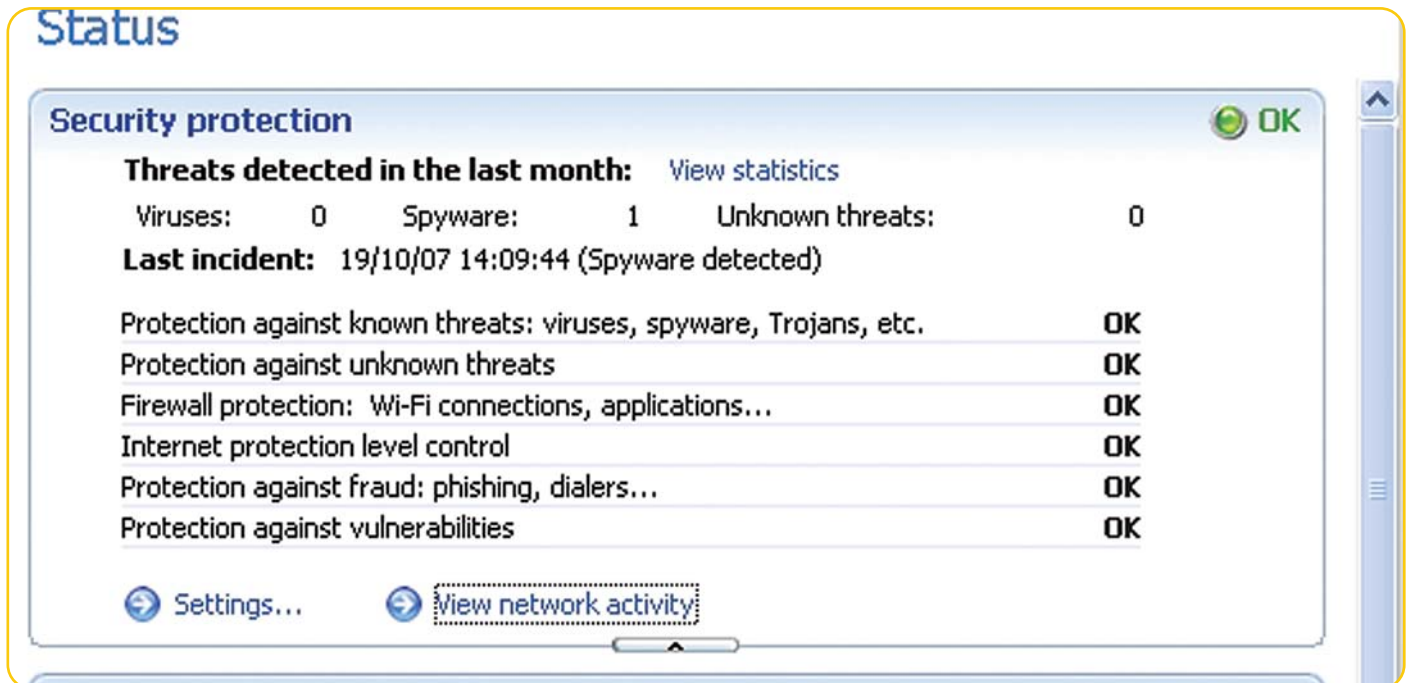 Status
Security protection OK
Threats detected in the last month: View statistics
Viruses: 0 Spyware: 1 Unknown threats: 0
Last incident: 19/10/07 14:09:44 (Spyware detected)
Protection against known threats: viruses, spyware, Trojans, etc. OK
Protection against unknown threats OK
Firewall protection: Wi-Fi connections, applications... OK
Internet protection level control OK
Protection against fraud: phishing, dialers... OK
Protection against vulnerabilities OK
Settings... View network activity